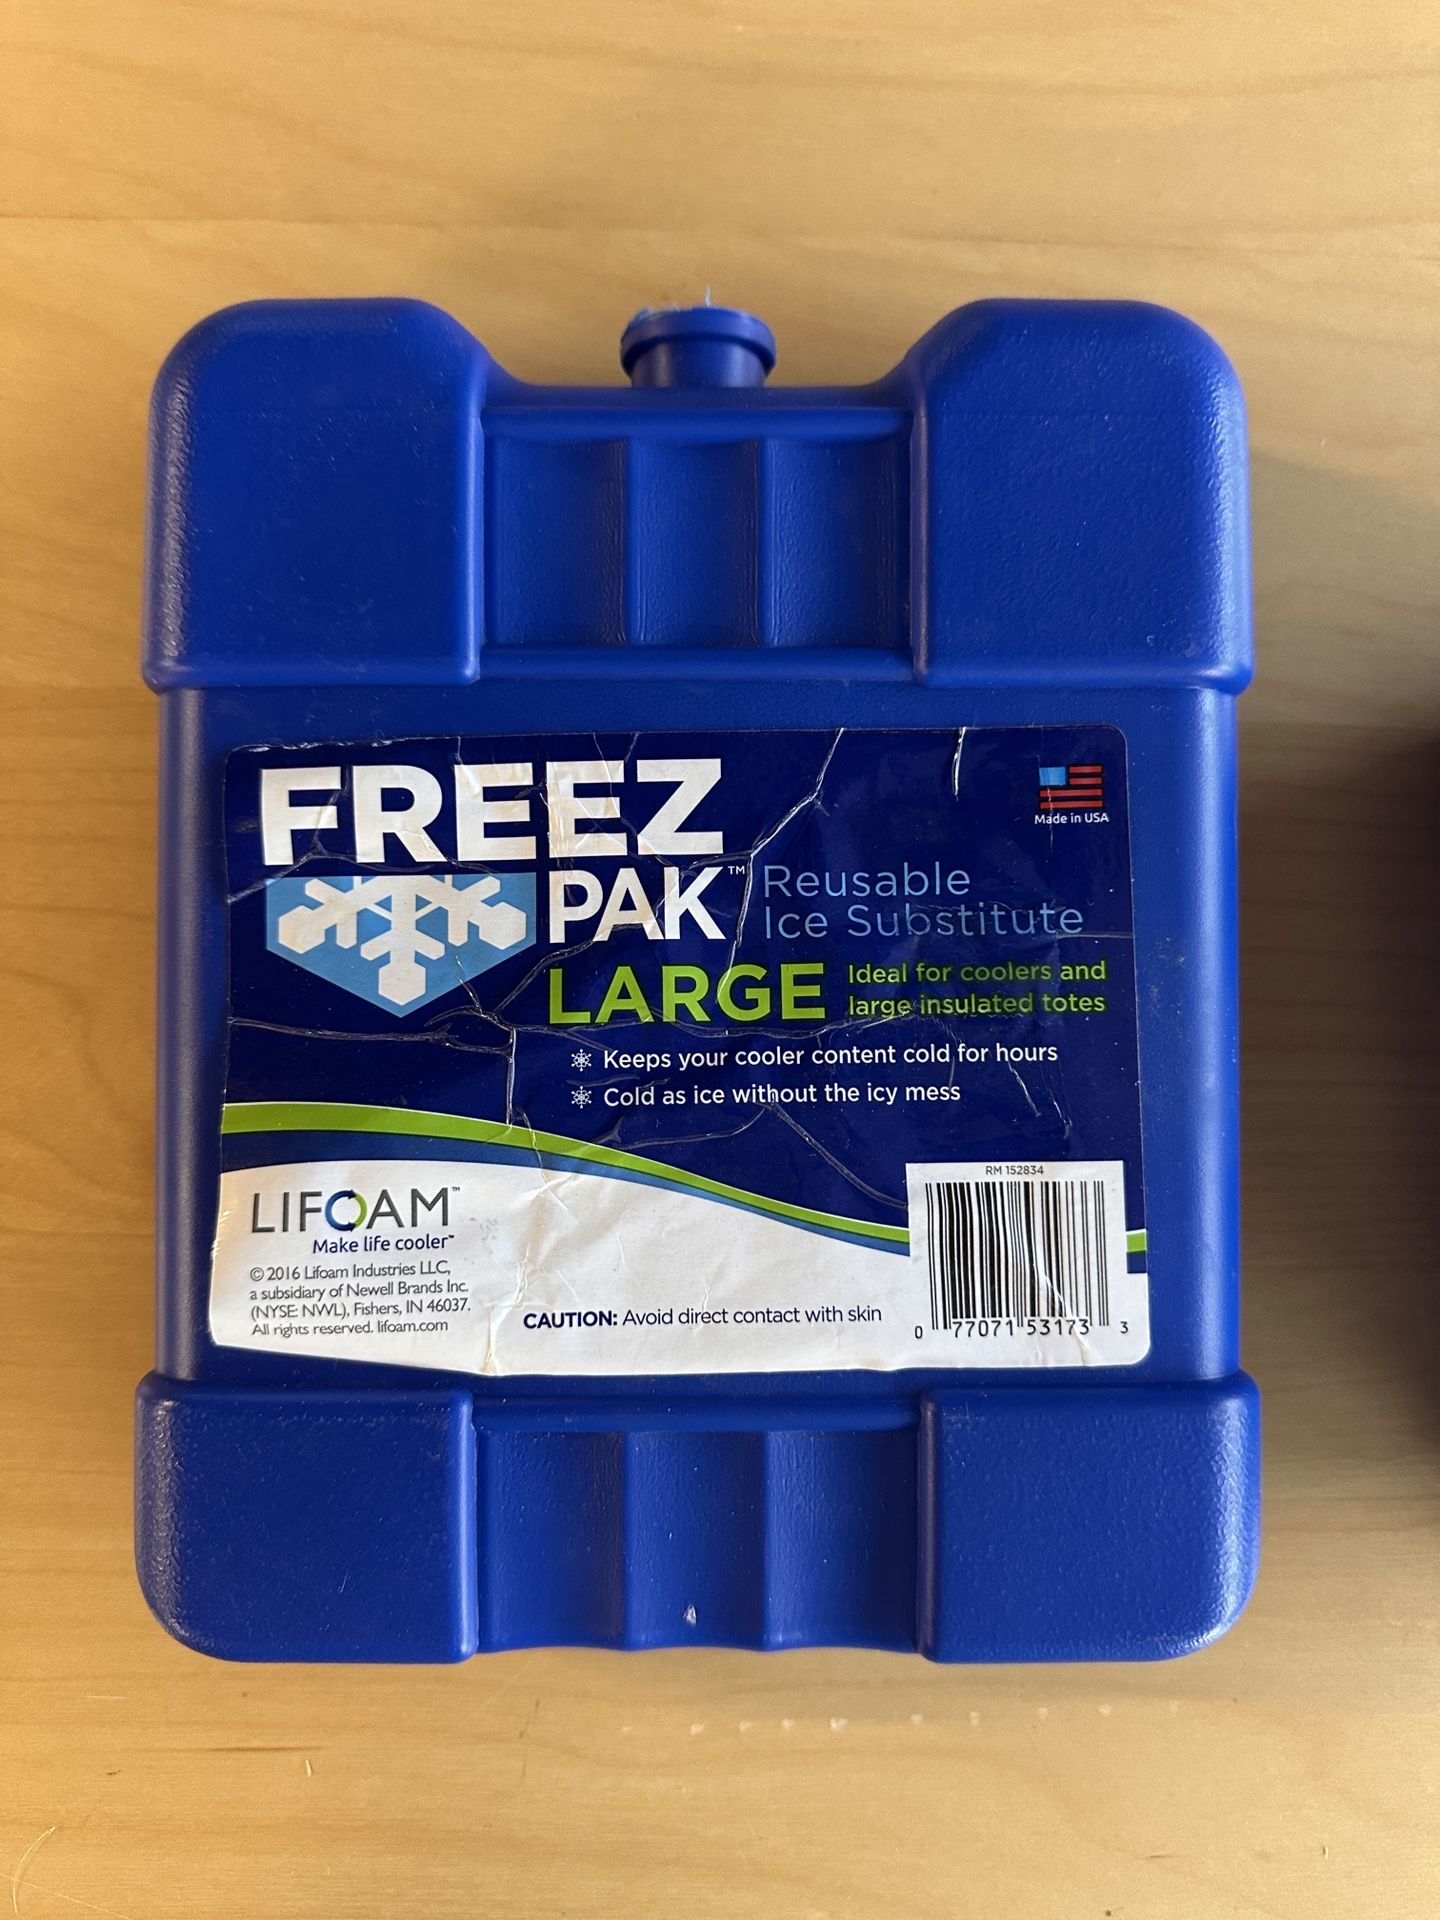 FREEZ
PAK™
Reusable
Ice Substitute
Made in USA
LARGE
Ideal for coolers and
large insulated totes
Keeps your cooler content cold for hours
Cold as ice without the icy mess
LIFOAM™
Make life cooler™
© 2016 Lifoam Industries LLC,
a subsidiary of Newell Brands Inc.
(NYSE: NWL), Fishers, IN 46037.
All rights reserved. lifoam.com
CAUTION: Avoid direct contact with skin
RM 152834
0 77071 53173 3